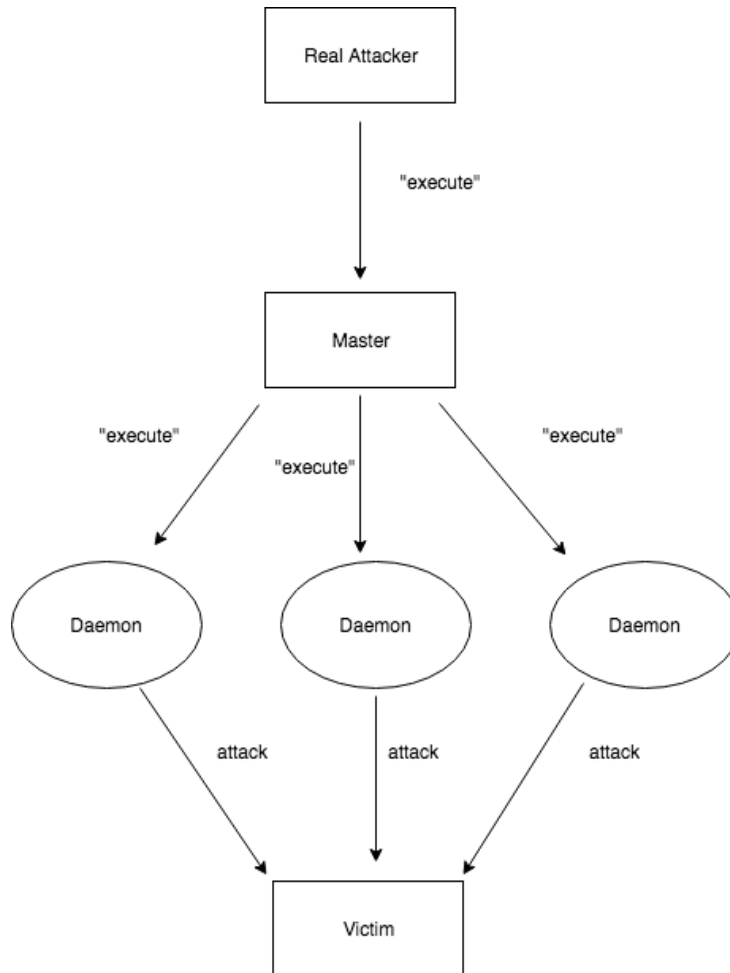 Real Attacker
"execute"
Master
"execute"
"execute"
"execute"
Daemon
Daemon
Daemon
attack
attack
attack
Victim